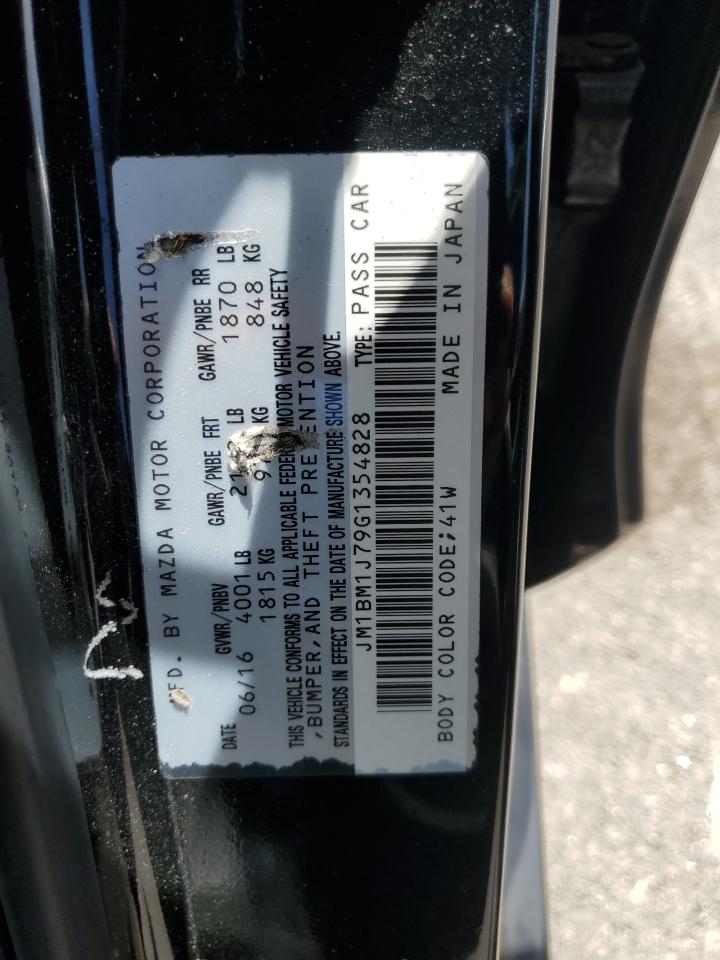 MFD. BY MAZDA MOTOR CORPORATION
DATE GVWR/PNBV GAWR/PNBE FRT GAWR/PNBE RR
06/16 4001 LB LB 1870 LB
1815 KG KG 848 KG
THIS VEHICLE CONFORMS TO ALL APPLICABLE FEDERAL MOTOR VEHICLE SAFETY
,BUMPER,AND THEFT PREVENTION
STANDARDS IN EFFECT ON THE DATE OF MANUFACTURE SHOWN ABOVE.
JM1BM1J79G1354828 TYPE: PASS CAR
BODY COLOR CODE;41W MADE IN JAPAN